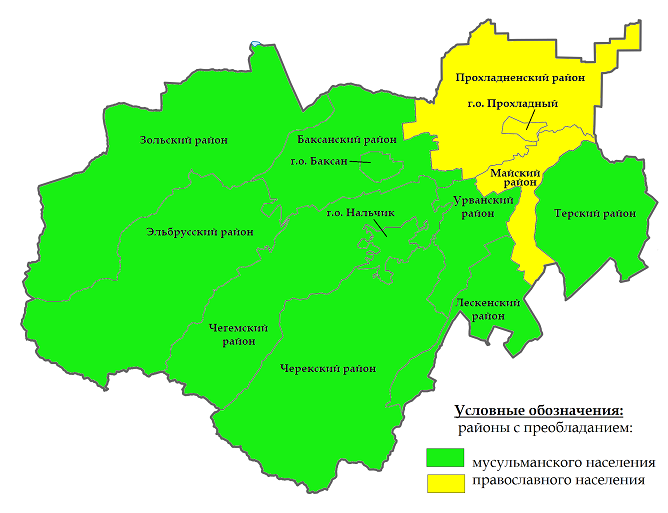 Прохладненский район
г.о. Прохладный
Зольский район
Баксанский район
г.о. Баксан
Майский
район
Урванский
район
г.о. Нальчик
Терский район
Эльбрусский район
Лескенский
район
Чегемский
район
Черекский район
Условные обозначения:
районы с преобладанием:
мусульманского населения
православного населения